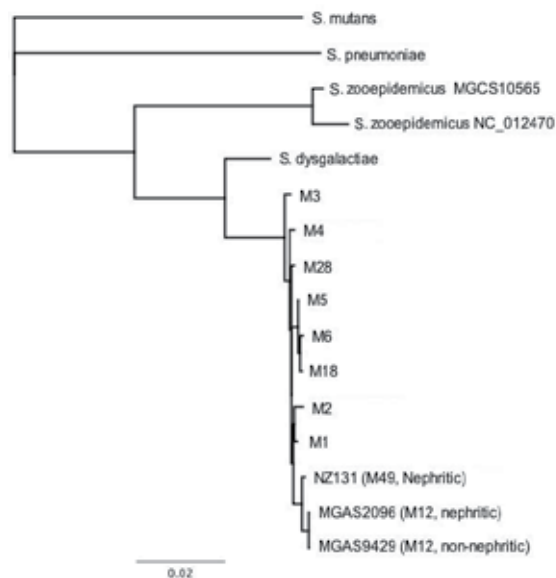 S. mutans
S. pneumoniae
S. zooepidemicus MGCS10565
S. zooepidemicus NC_012470
S. dysgalactiae
M3
M4
M28
M5
M6
M18
M2
M1
NZ131 (M49, Nephritic)
MGAS2096 (M12, nephritic)
MGAS9429 (M12, non-nephritic)
0.02